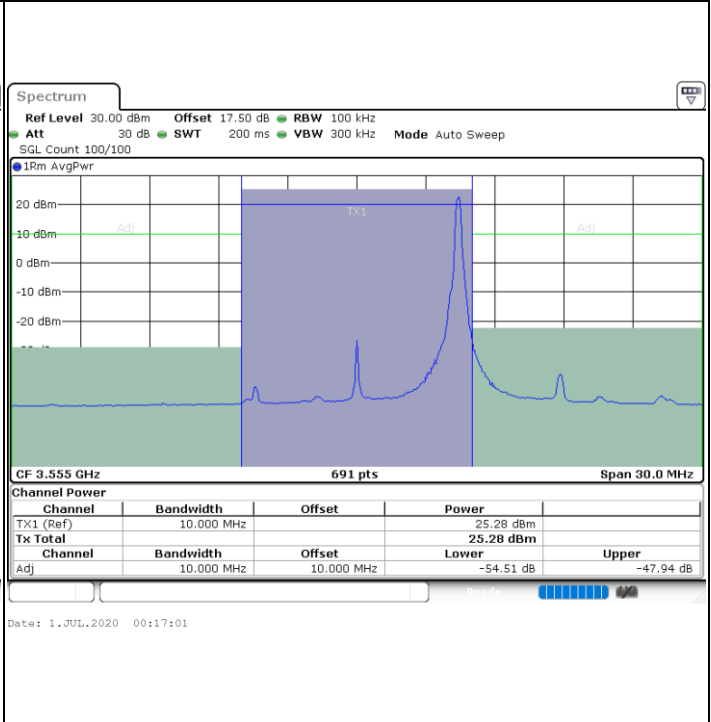 Spectrum
Ref Level 30.00 dBm Offset 17.50 dB RBW 100 kHz
Att 30 dB SWT 200 ms VBW 300 kHz Mode Auto Sweep
SGL Count 100/100
1Rm AvgPwr
20 dBm
TX1
Adj Adj
10 dBm
0 dBm
-10 dBm
-20 dBm
CF 3.555 GHz 691 pts Span 30.0 MHz
Channel Power
Channel Bandwidth Offset Power
TX1 (Ref) 10.000 MHz 25.28 dBm
Tx Total 25.28 dBm
Channel Bandwidth Offset Lower Upper
Adj 10.000 MHz 10.000 MHz -54.51 dB -47.94 dB
Ready
Date: 1.JUL.2020 00:17:01